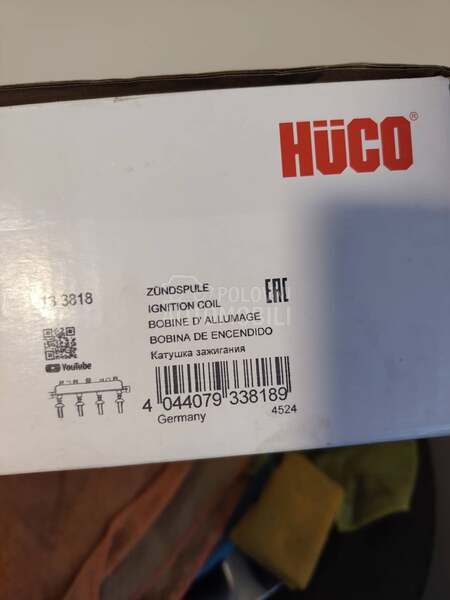 HÜCO®
13 3818
ZÜNDSPULE
IGNITION COIL
BOBINE D' ALLUMAGE
BOBINA DE ENCENDIDO
Катушка зажигания
EAC
YouTube
4 044079 338189
Germany
4524